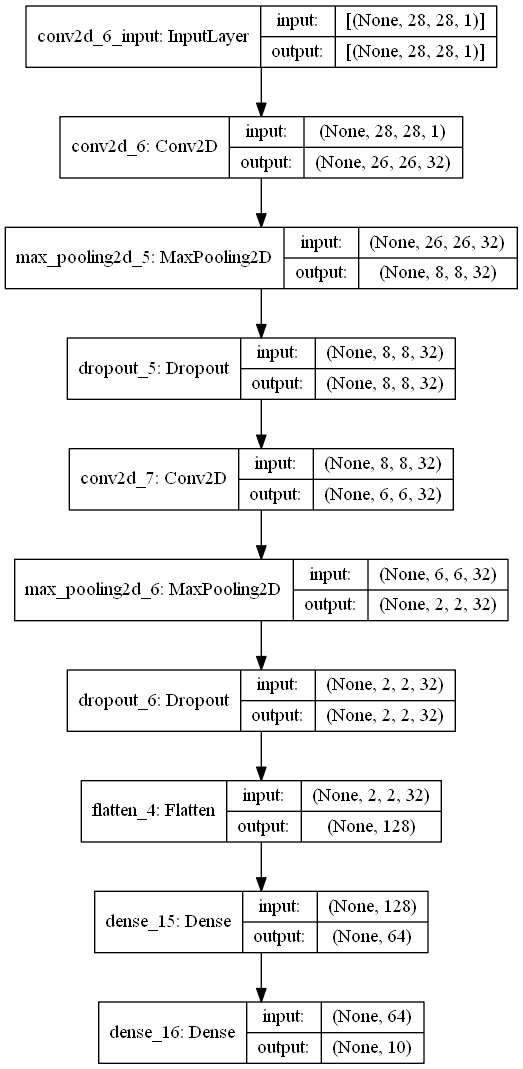 conv2d_6_input: InputLayer
input: [(None, 28, 28, 1)]
output: [(None, 28, 28, 1)]
conv2d_6: Conv2D
input: (None, 28, 28, 1)
output: (None, 26, 26, 32)
max_pooling2d_5: MaxPooling2D
input: (None, 26, 26, 32)
output: (None, 8, 8, 32)
dropout_5: Dropout
input: (None, 8, 8, 32)
output: (None, 8, 8, 32)
conv2d_7: Conv2D
input: (None, 8, 8, 32)
output: (None, 6, 6, 32)
max_pooling2d_6: MaxPooling2D
input: (None, 6, 6, 32)
output: (None, 2, 2, 32)
dropout_6: Dropout
input: (None, 2, 2, 32)
output: (None, 2, 2, 32)
flatten_4: Flatten
input: (None, 2, 2, 32)
output: (None, 128)
dense_15: Dense
input: (None, 128)
output: (None, 64)
dense_16: Dense
input: (None, 64)
output: (None, 10)